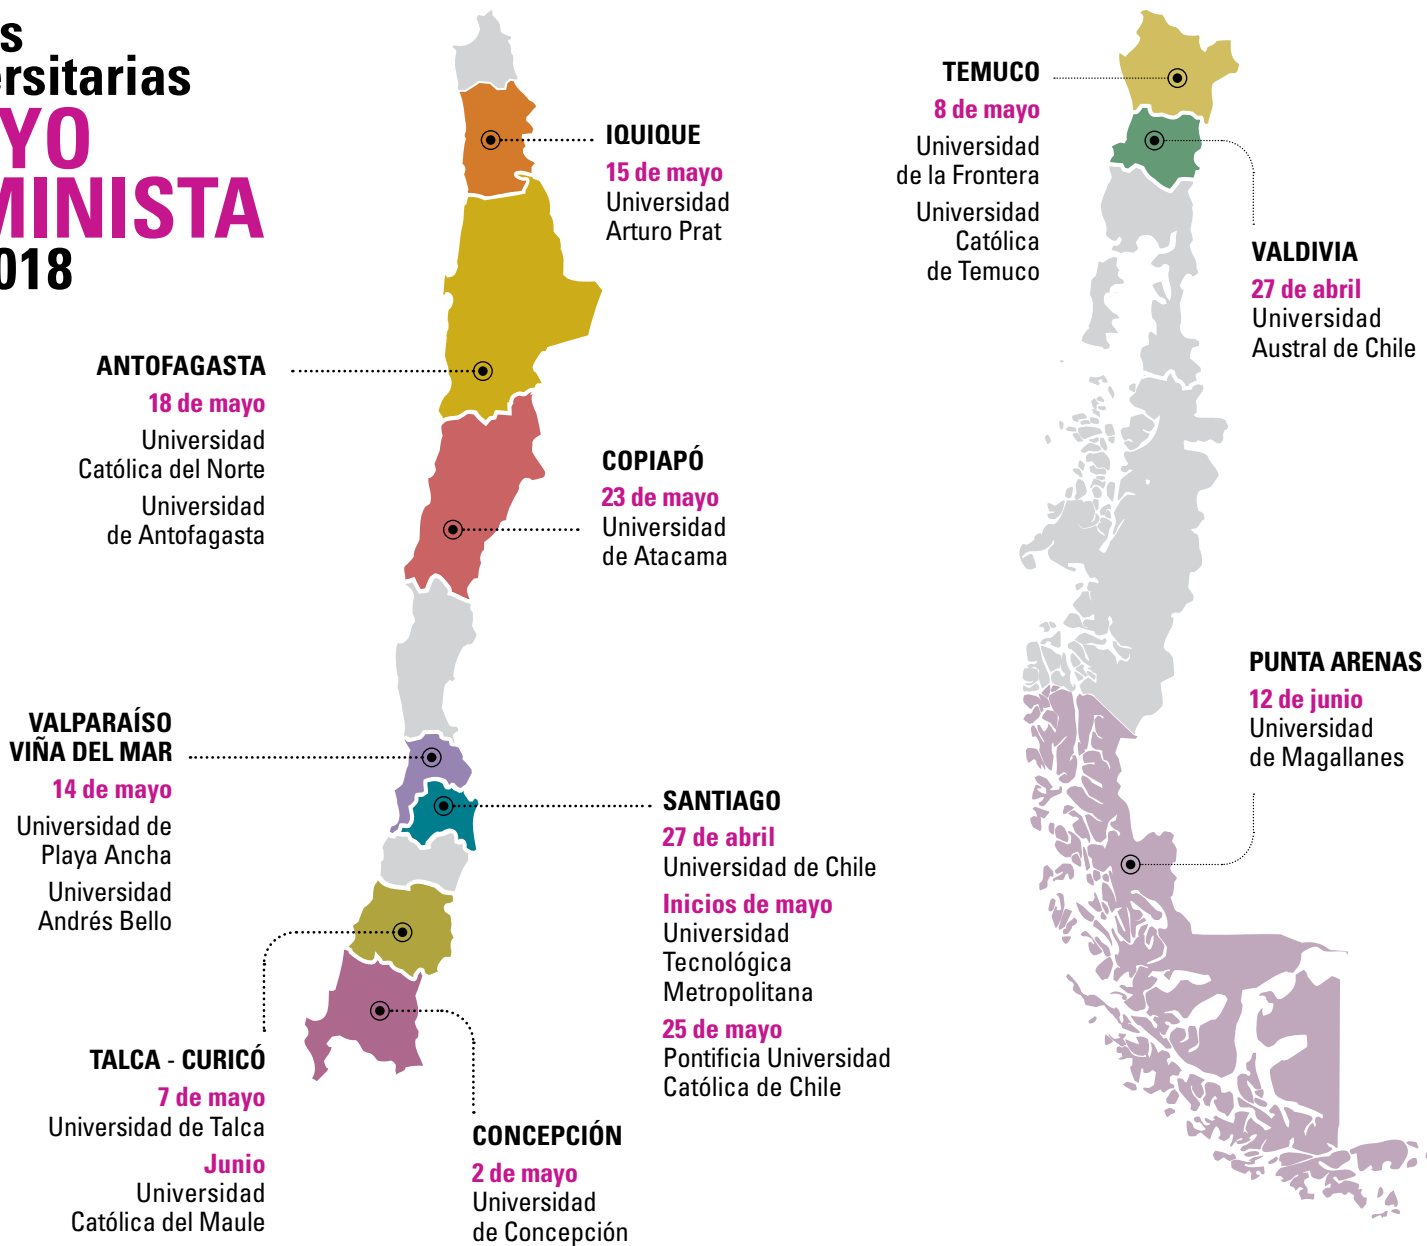 s
ersitarias
YO
MINISTA
018
IQUIQUE
15 de mayo
Universidad
Arturo Prat
ANTOFAGASTA
18 de mayo
Universidad
Católica del Norte
Universidad
de Antofagasta
COPIAPÓ
23 de mayo
Universidad
de Atacama
VALPARAÍSO
VIÑA DEL MAR
14 de mayo
Universidad de
Playa Ancha
Universidad
Andrés Bello
SANTIAGO
27 de abril
Universidad de Chile
Inicios de mayo
Universidad
Tecnológica
Metropolitana
25 de mayo
Pontificia Universidad
Católica de Chile
TALCA - CURICÓ
7 de mayo
Universidad de Talca
Junio
Universidad
Católica del Maule
CONCEPCIÓN
2 de mayo
Universidad
de Concepción
TEMUCO
8 de mayo
Universidad
de la Frontera
Universidad
Católica
de Temuco
VALDIVIA
27 de abril
Universidad
Austral de Chile
PUNTA ARENAS
12 de junio
Universidad
de Magallanes